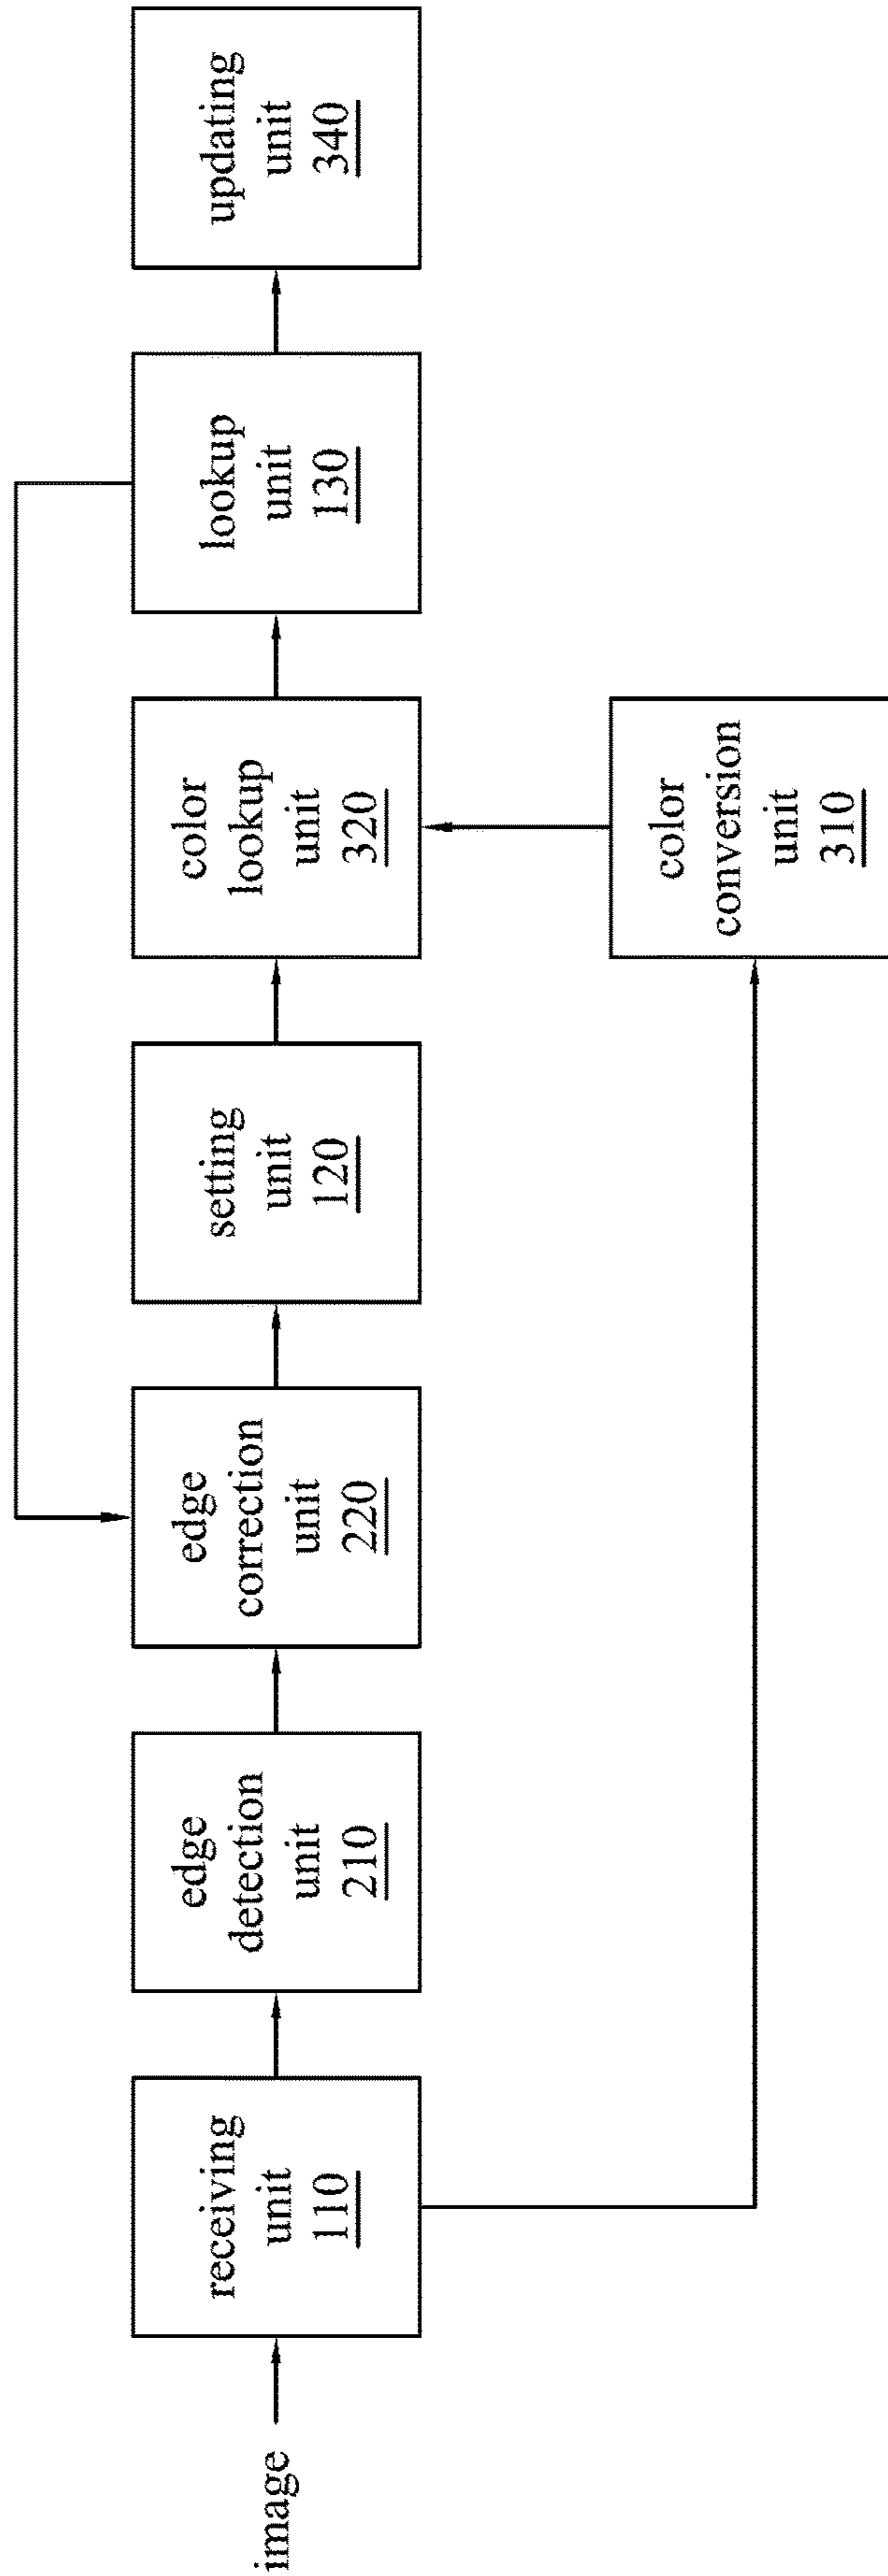 image
receiving
unit
110
edge
detection
unit
210
edge
correction
unit
220
setting
unit
120
color
lookup
unit
320
lookup
unit
130
updating
unit
340
color
conversion
unit
310